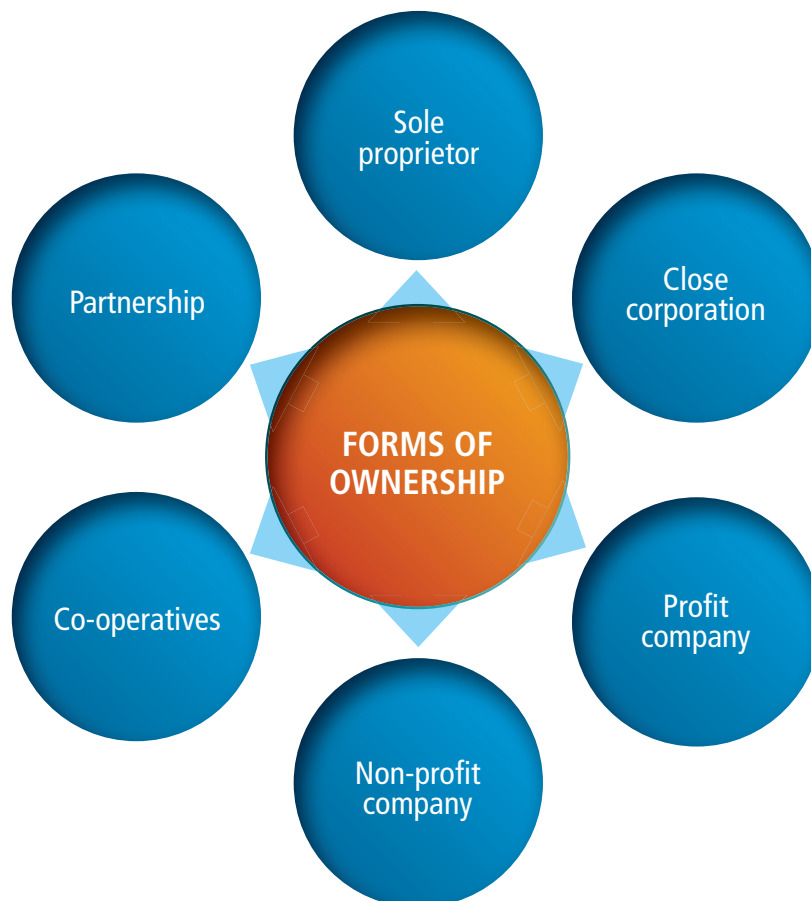 Sole
proprietor
Partnership
Close
corporation
FORMS OF
OWNERSHIP
Co-operatives
Profit
company
Non-profit
company